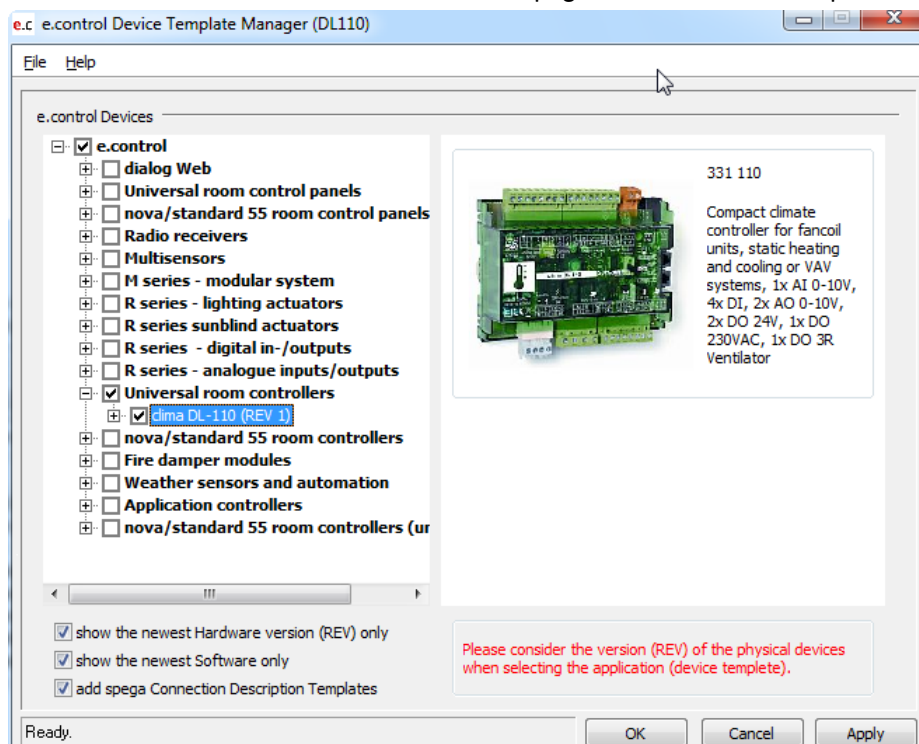 e.c e.control Device Template Manager (DL110)
File Help
e.control Devices
e.control
dialog Web
Universal room control panels
nova/standard 55 room control panels
Radio receivers
Multisensors
M series - modular system
R series - lighting actuators
R series sunblind actuators
R series - digital in-/outputs
R series - analogue inputs/outputs
Universal room controllers
clima DL-110 (REV 1)
nova/standard 55 room controllers
Fire damper modules
Weather sensors and automation
Application controllers
nova/standard 55 room controllers (ur
331 110
Compact climate
controller for fancoil
units, static heating
and cooling or VAV
systems, 1x AI 0-10V,
4x DI, 2x AO 0-10V,
2x DO 24V, 1x DO
230VAC, 1x DO 3R
Ventilator
show the newest Hardware version (REV) only
show the newest Software only
add spega Connection Description Templates
Please consider the version (REV) of the physical devices
when selecting the application (device templete).
Ready.
OK Cancel Apply